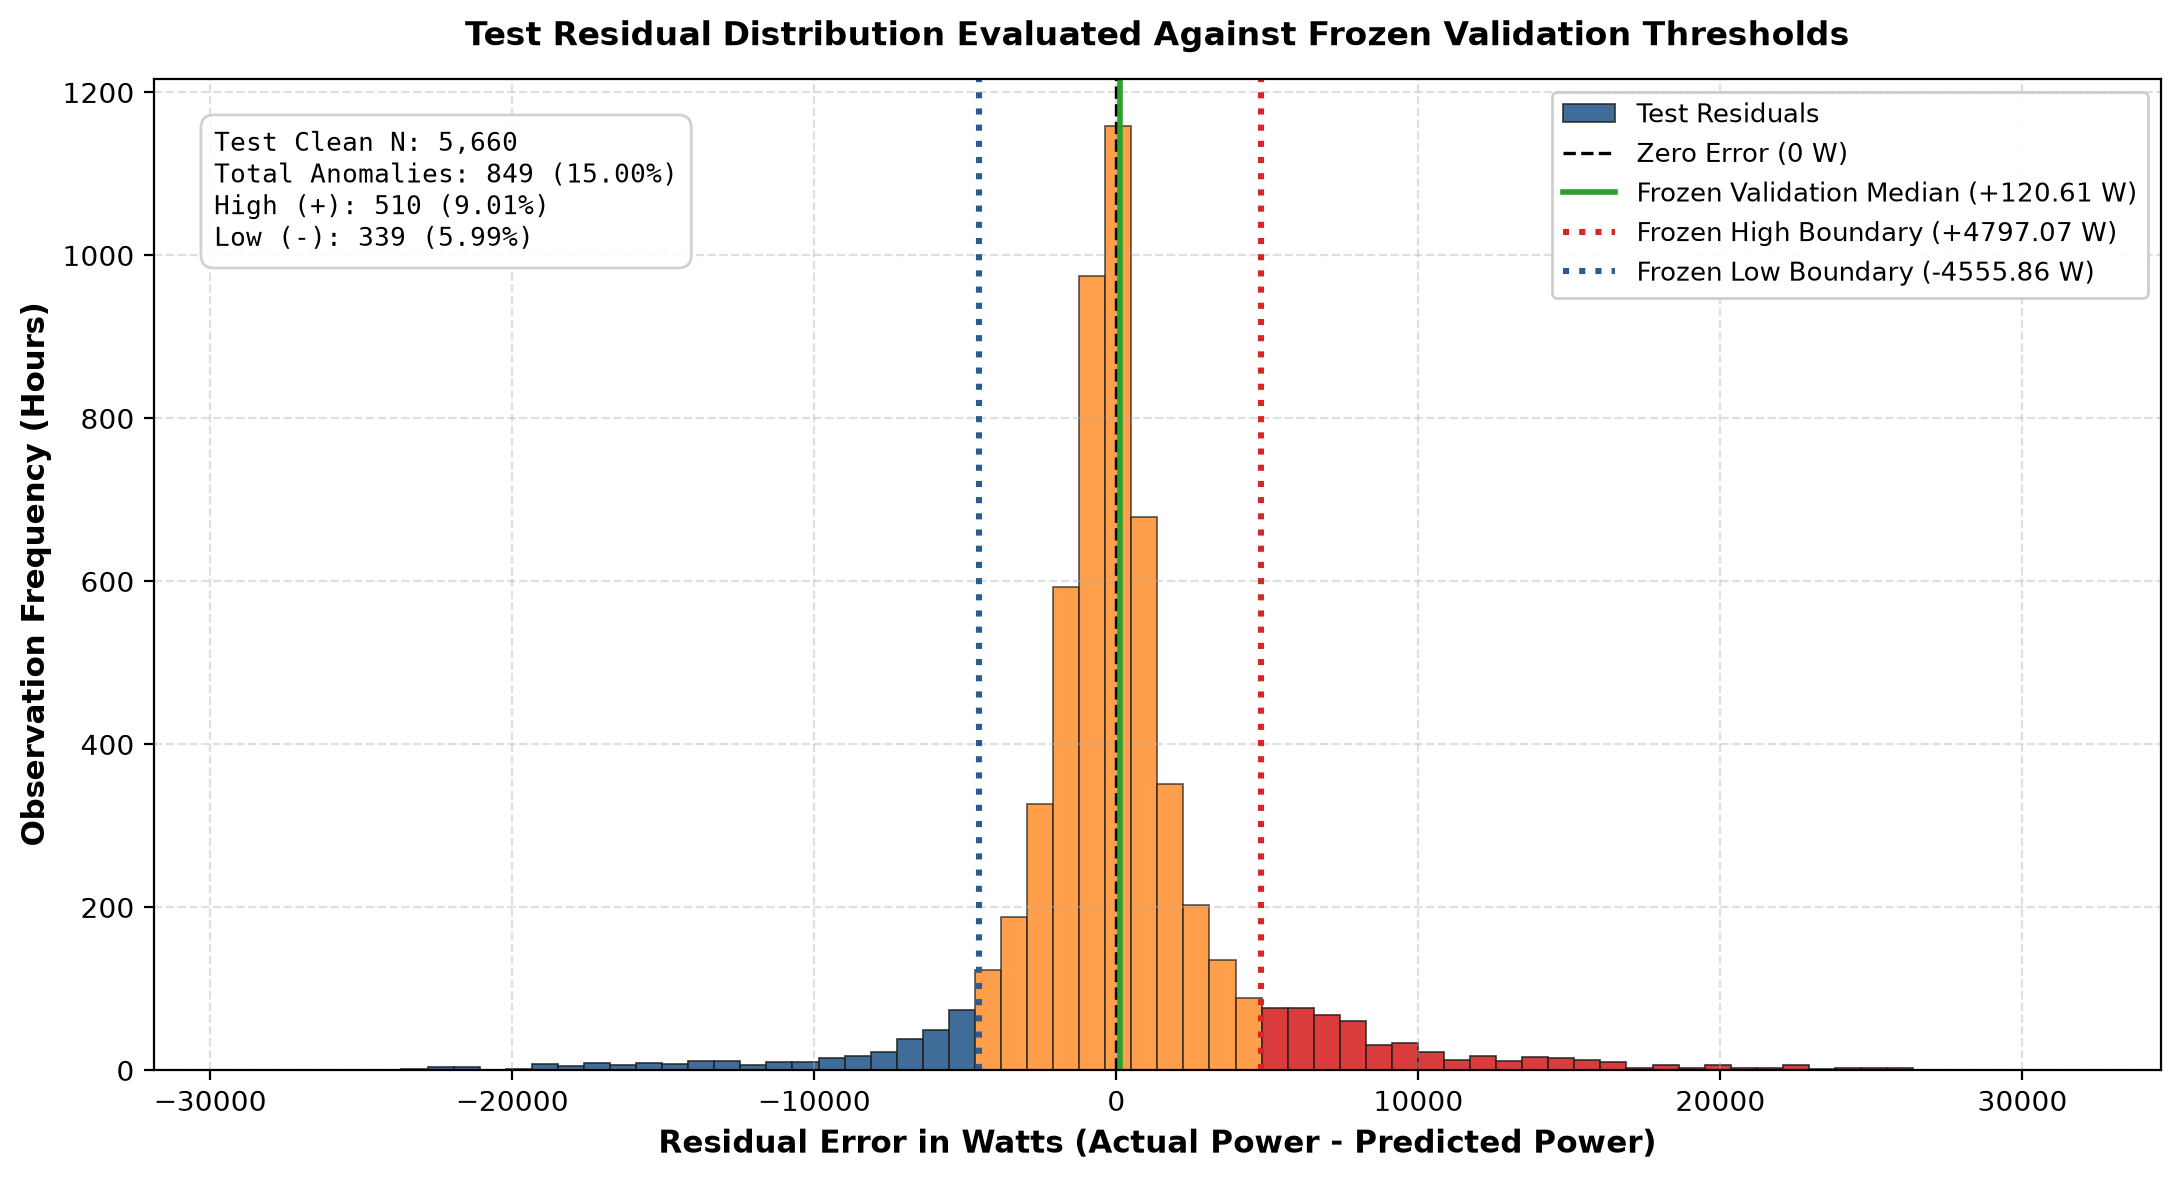 Test Residual Distribution Evaluated Against Frozen Validation Thresholds
Test Clean N: 5,660
Total Anomalies: 849 (15.00%)
High (+): 510 (9.01%)
Low (-): 339 (5.99%)
Test Residuals
Zero Error (0 W)
Frozen Validation Median (+120.61 W)
Frozen High Boundary (+4797.07 W)
Frozen Low Boundary (-4555.86 W)
Observation Frequency (Hours)
1200
1000
800
600
400
200
0
−30000 −20000 −10000 0 10000 20000 30000
Residual Error in Watts (Actual Power - Predicted Power)